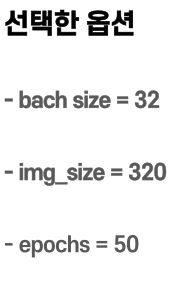 선택한 옵션
- bach size = 32
- img_size = 320
- epochs = 50